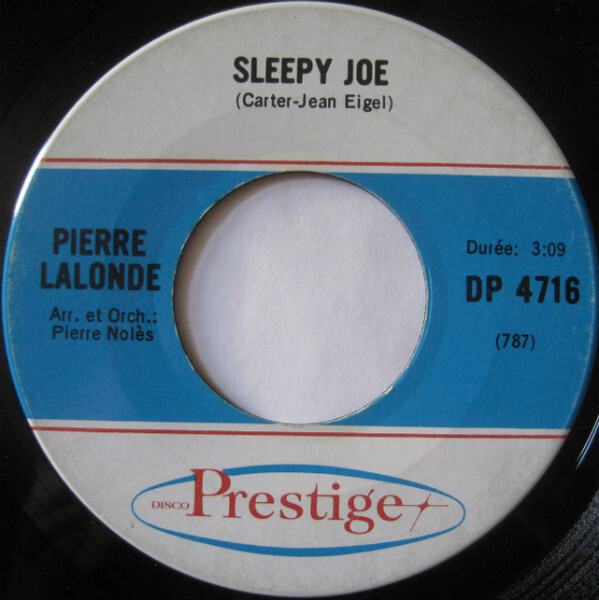 SLEEPY JOE
(Carter-Jean Eigel)
PIERRE
LALONDE
Arr. et Orch.:
Pierre Nolès
Durée: 3:09
DP 4716
(787)
DISCO Prestige